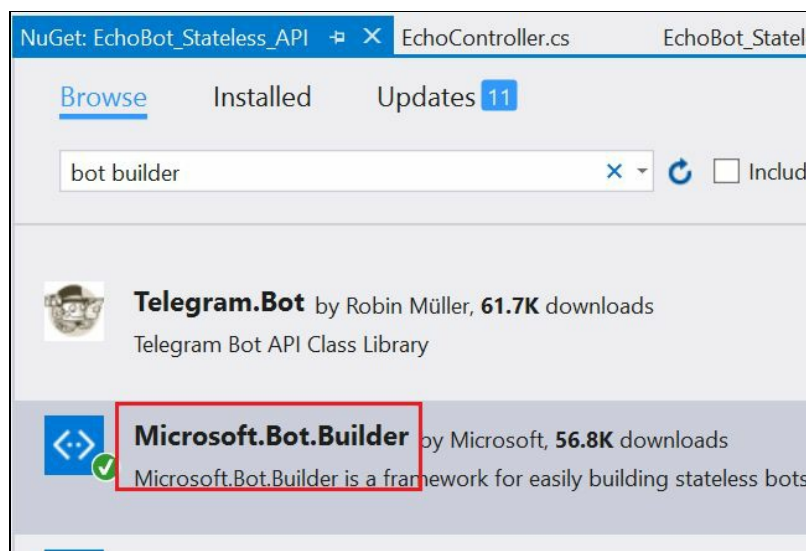 NuGet: EchoBot_Stateless_API EchoController.cs EchoBot_Statel
Browse Installed Updates 11
bot builder Includ
Telegram.Bot by Robin Müller, 61.7K downloads
Telegram Bot API Class Library
Microsoft.Bot.Builder by Microsoft, 56.8K downloads
Microsoft.Bot.Builder is a framework for easily building stateless bots